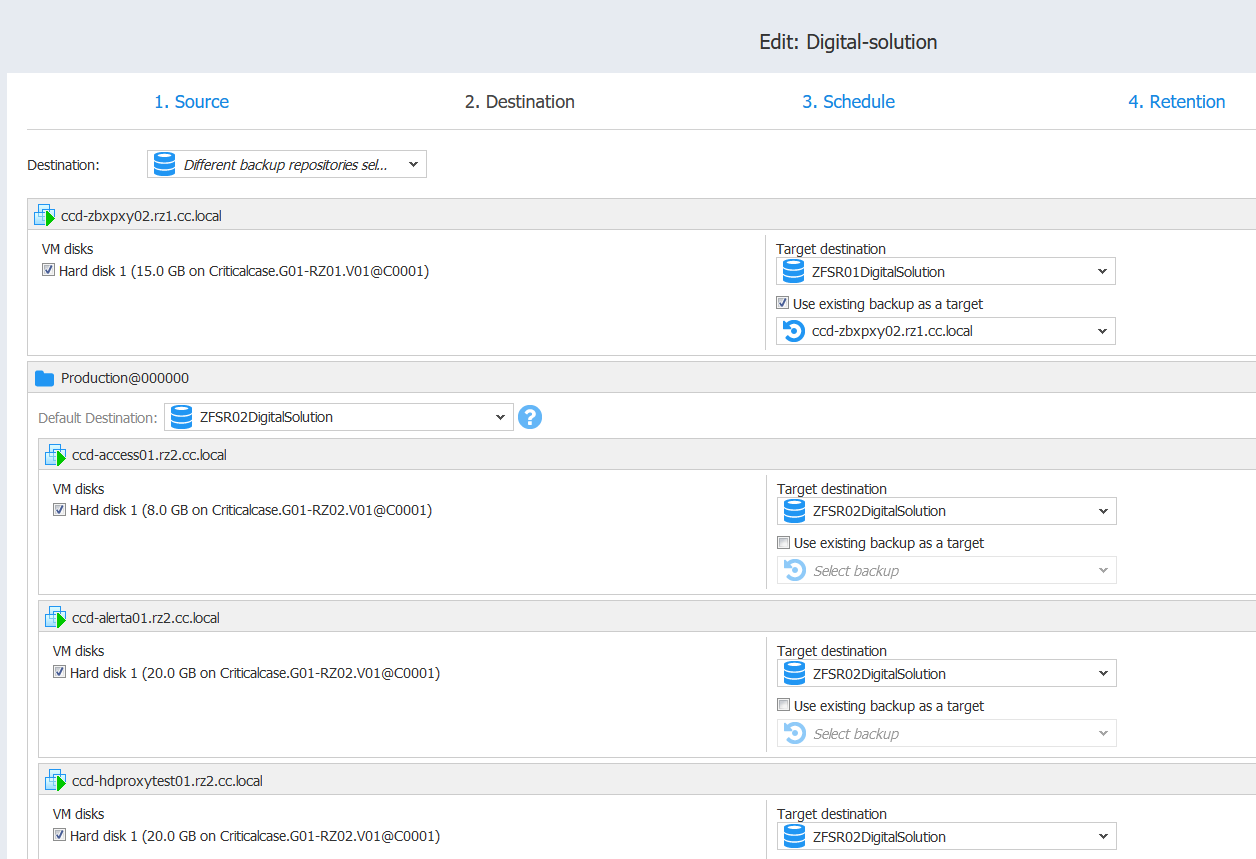 Edit: Digital-solution
1. Source
2. Destination
3. Schedule
4. Retention
Destination:
Different backup repositories sel...
ccd-zbxpxy02.rz1.cc.local
VM disks
Hard disk 1 (15.0 GB on Criticalcase.G01-RZ01.V01@C0001)
Target destination
ZFSR01DigitalSolution
Use existing backup as a target
ccd-zbxpxy02.rz1.cc.local
Production@000000
Default Destination:
ZFSR02DigitalSolution
?
ccd-access01.rz2.cc.local
VM disks
Hard disk 1 (8.0 GB on Criticalcase.G01-RZ02.V01@C0001)
Target destination
ZFSR02DigitalSolution
Use existing backup as a target
Select backup
ccd-alerta01.rz2.cc.local
VM disks
Hard disk 1 (20.0 GB on Criticalcase.G01-RZ02.V01@C0001)
Target destination
ZFSR02DigitalSolution
Use existing backup as a target
Select backup
ccd-hdproxytest01.rz2.cc.local
VM disks
Hard disk 1 (20.0 GB on Criticalcase.G01-RZ02.V01@C0001)
Target destination
ZFSR02DigitalSolution